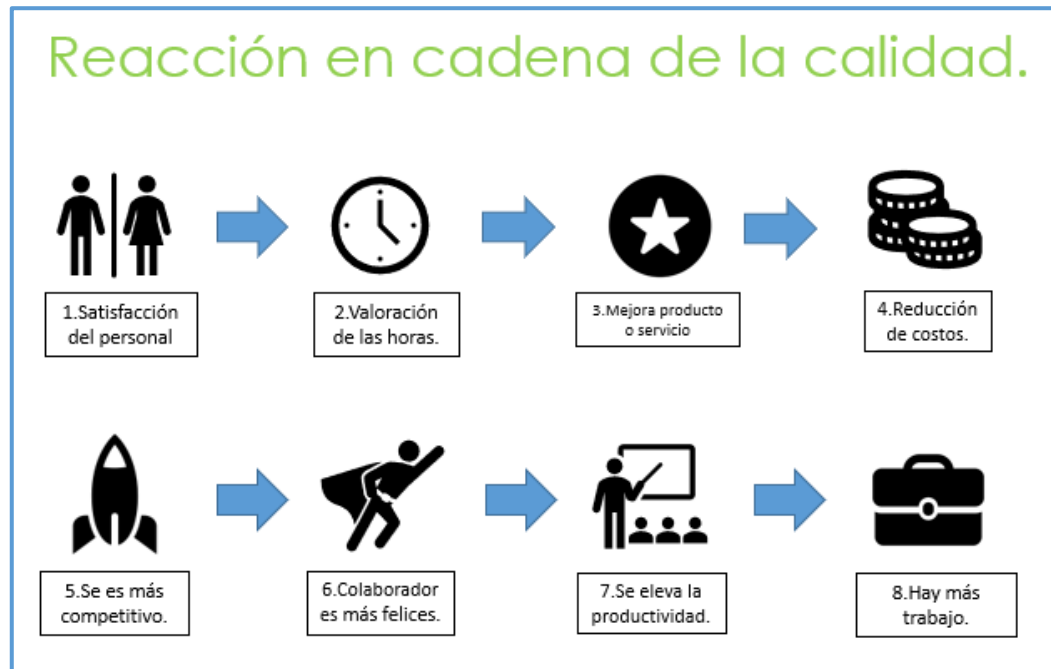 Reacción en cadena de la calidad.
1.Satisfacción
del personal
2.Valoración
de las horas.
3.Mejora producto
o servicio
4.Reducción
de costos.
5.Se es más
competitivo.
6.Colaborador
es más felices.
7.Se eleva la
productividad.
8.Hay más
trabajo.